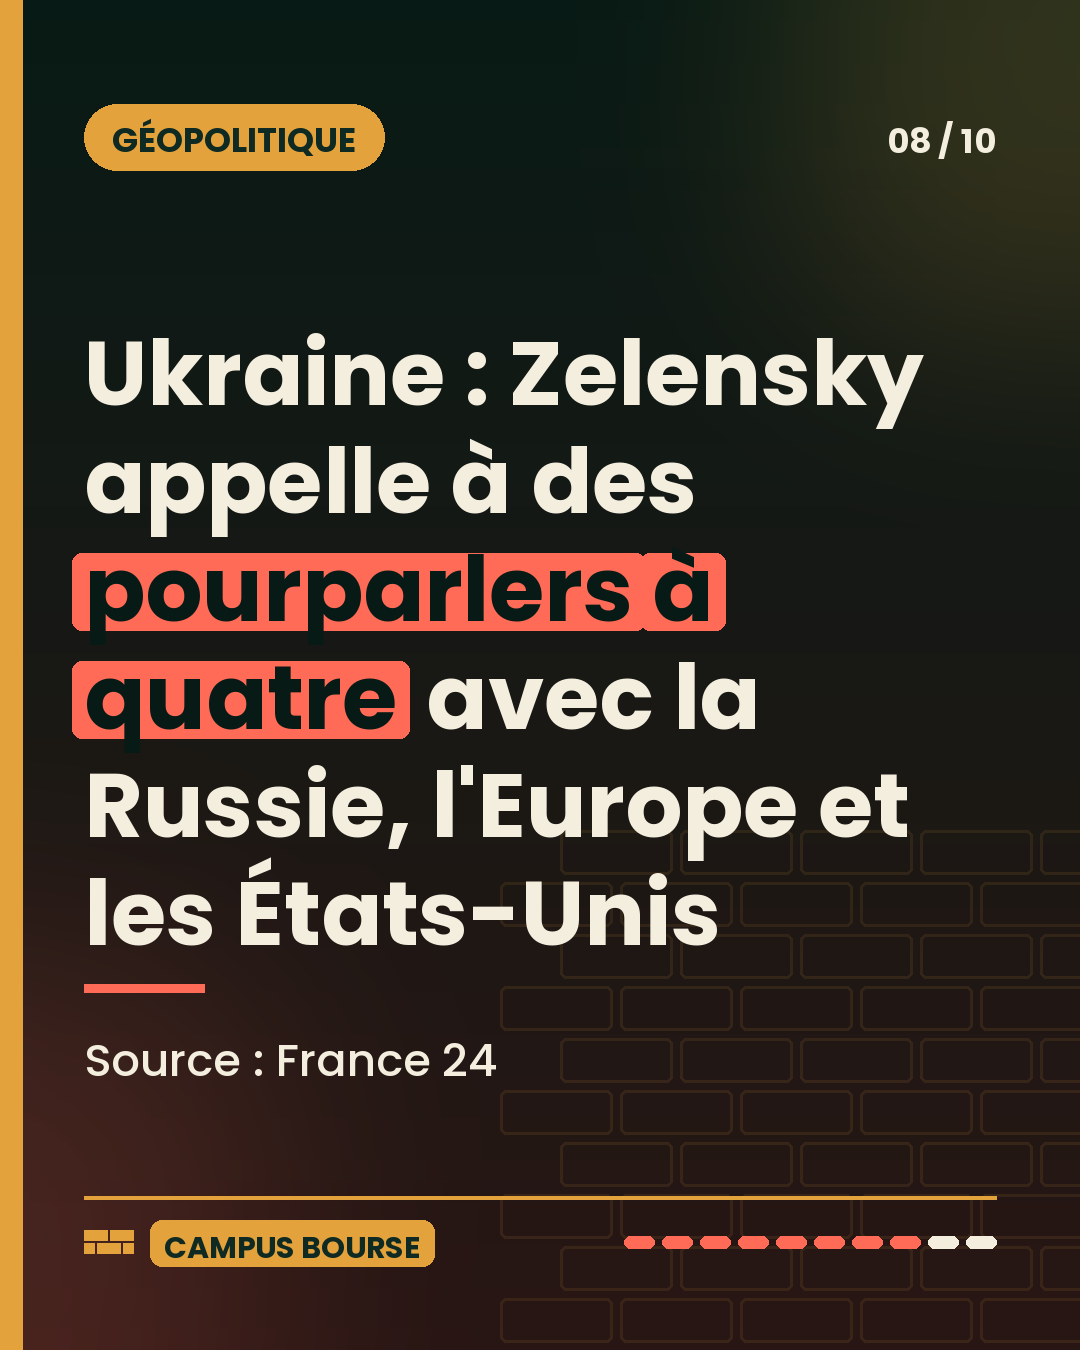 GÉOPOLITIQUE
08 / 10
Ukraine : Zelensky
appelle à des
pourparlers à
quatre avec la
Russie, l'Europe et
les États-Unis
Source : France 24
CAMPUS BOURSE